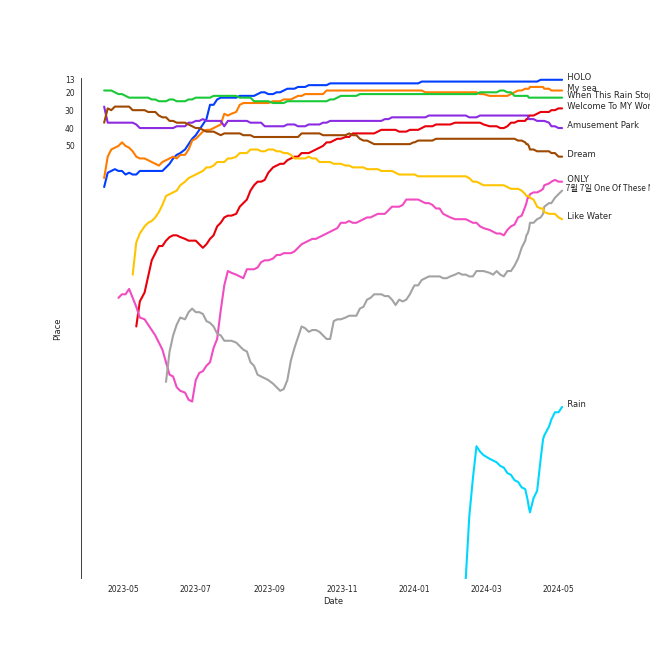 13
20
30
40
50
Place
HOLO
My sea
When This Rain Stop
Welcome To MY Wor
Amusement Park
Dream
ONLY
7월 7일 One Of These N
Like Water
Rain
2023-05
2023-07
2023-09
2023-11
2024-01
2024-03
2024-05
Date